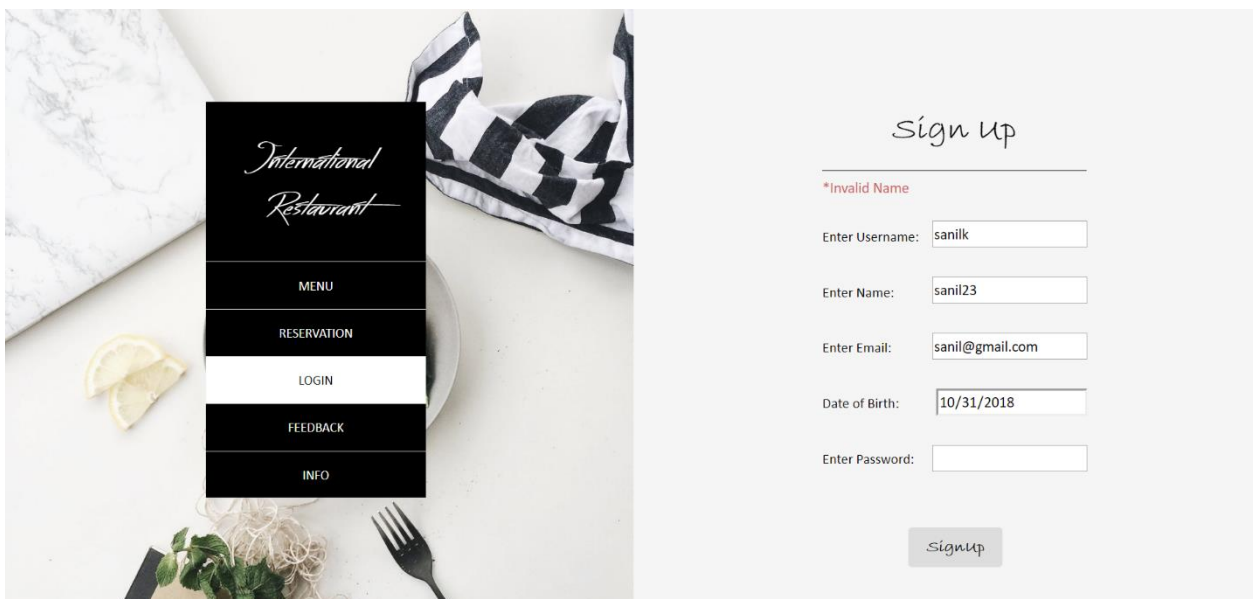 International
Restaurant
MENU
RESERVATION
LOGIN
FEEDBACK
INFO
Sign Up
*Invalid Name
Enter Username: sanilk
Enter Name: sanil23
Enter Email: sanil@gmail.com
Date of Birth: 10/31/2018
Enter Password:
SignUp